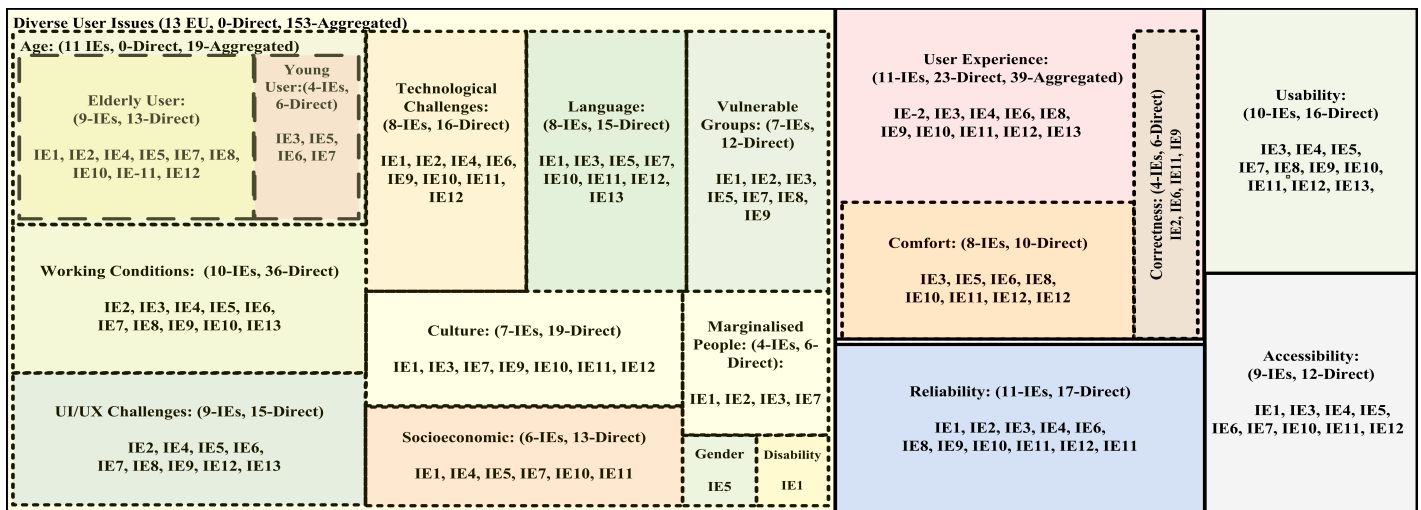 Diverse User Issues (13 EU, 0-Direct, 153-Aggregated)
Age: (11 IEs, 0-Direct, 19-Aggregated)
Elderly User:
(9-IEs, 13-Direct)
IE1, IE2, IE4, IE5, IE7, IE8,
IE10, IE-11, IE12
Young
User:(4-IEs,
6-Direct)
IE3, IE5,
IE6, IE7
Technological
Challenges:
(8-IEs, 16-Direct)
IE1, IE2, IE4, IE6,
IE9, IE10, IE11,
IE12
Language:
(8-IEs, 15-Direct)
IE1, IE3, IE5, IE7,
IE10, IE11, IE12,
IE13
Vulnerable
Groups: (7-IEs,
12-Direct)
IE1, IE2, IE3,
IE5, IE7, IE8,
IE9
Working Conditions: (10-IEs, 36-Direct)
IE2, IE3, IE4, IE5, IE6,
IE7, IE8, IE9, IE10, IE13
UI/UX Challenges: (9-IEs, 15-Direct)
IE2, IE4, IE5, IE6,
IE7, IE8, IE9, IE12, IE13
Culture: (7-IEs, 19-Direct)
IE1, IE3, IE7, IE9, IE10, IE11, IE12
Socioeconomic: (6-IEs, 13-Direct)
IE1, IE4, IE5, IE7, IE10, IE11
Marginalised
People: (4-IEs, 6-
Direct):
IE1, IE2, IE3, IE7
Gender
IE5
Disability
IE1
User Experience:
(11-IEs, 23-Direct, 39-Aggregated)
IE-2, IE3, IE4, IE6, IE8,
IE9, IE10, IE11, IE12, IE13
Comfort: (8-IEs, 10-Direct)
IE3, IE5, IE6, IE8,
IE10, IE11, IE12, IE12
Correctness: (4-IEs, 6-Direct)
IE2, IE6, IE11, IE9
Reliability: (11-IEs, 17-Direct)
IE1, IE2, IE3, IE4, IE6,
IE8, IE9, IE10, IE11, IE12, IE11
Usability:
(10-IEs, 16-Direct)
IE3, IE4, IE5,
IE7, IE8, IE9, IE10,
IE11, IE12, IE13,
Accessibility:
(9-IEs, 12-Direct)
IE1, IE3, IE4, IE5,
IE6, IE7, IE10, IE11, IE12